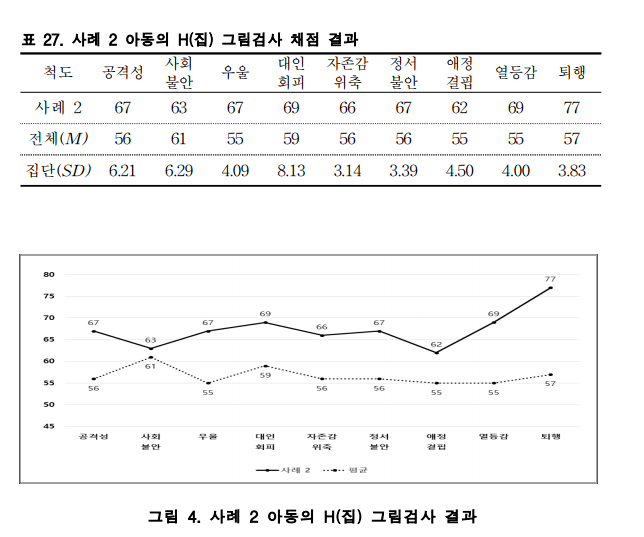 표 27. 사례 2 아동의 H(집) 그림검사 채점 결과
척도 공격성 사회 불안 우울 대인 회피 자존감 위축 정서 불안 애정 결핍 열등감 퇴행
사례 2 67 63 67 69 66 67 62 69 77
전체(M) 56 61 55 59 56 56 55 55 57
집단(SD) 6.21 6.29 4.09 8.13 3.14 3.39 4.50 4.00 3.83
80
75
70
65
60
55
50
45
67 63 67 69 66 67 62 69 77
56 61 55 59 56 56 55 55 57
공격성 사회 불안 우울 대인 회피 자존감 위축 정서 불안 애정 결핍 열등감 퇴행
사례 2 평균
그림 4. 사례 2 아동의 H(집) 그림검사 결과